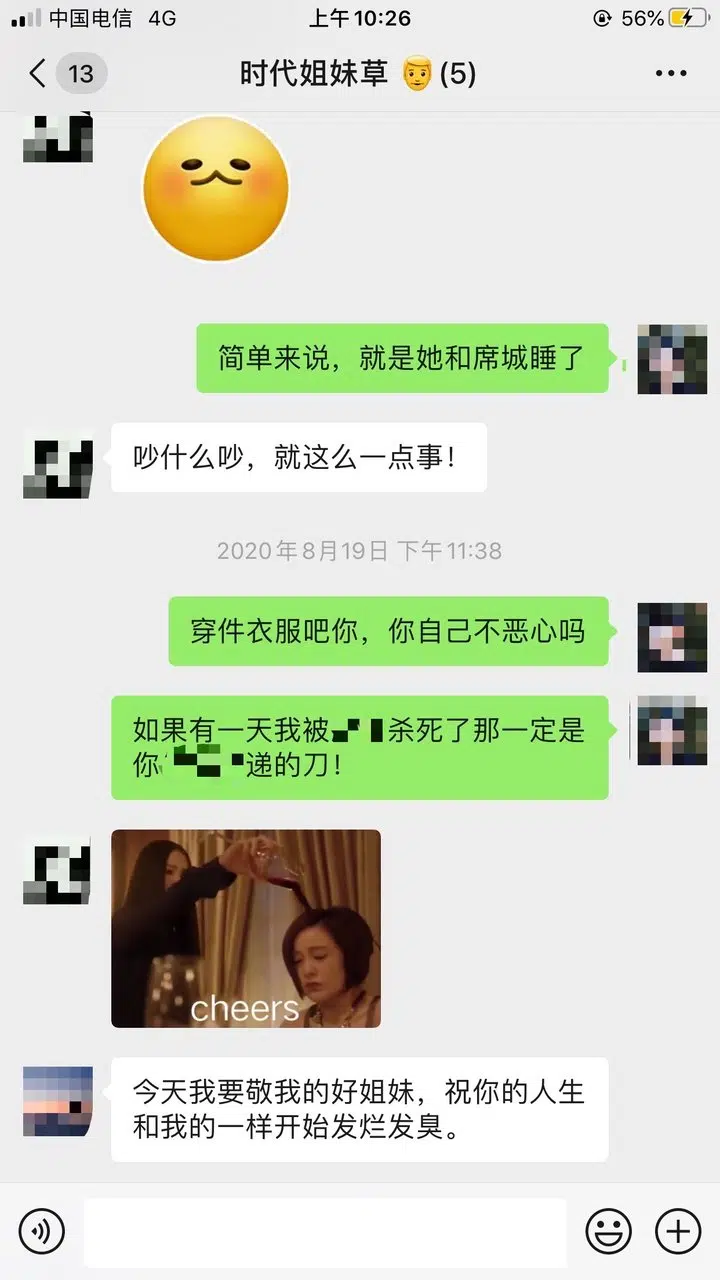 中国电信 4G 上午10:26 56%
13 时代姐妹草 👨(5)
简单来说，就是她和席城睡了
吵什么吵，就这么一点事！
2020年8月19日 下午11:38
穿件衣服吧你，你自己不恶心吗
如果有一天我被 杀死了那一定是
你 递的刀！
cheers
今天我要敬我的好姐妹，祝你的人生
和我的一样开始发烂发臭。